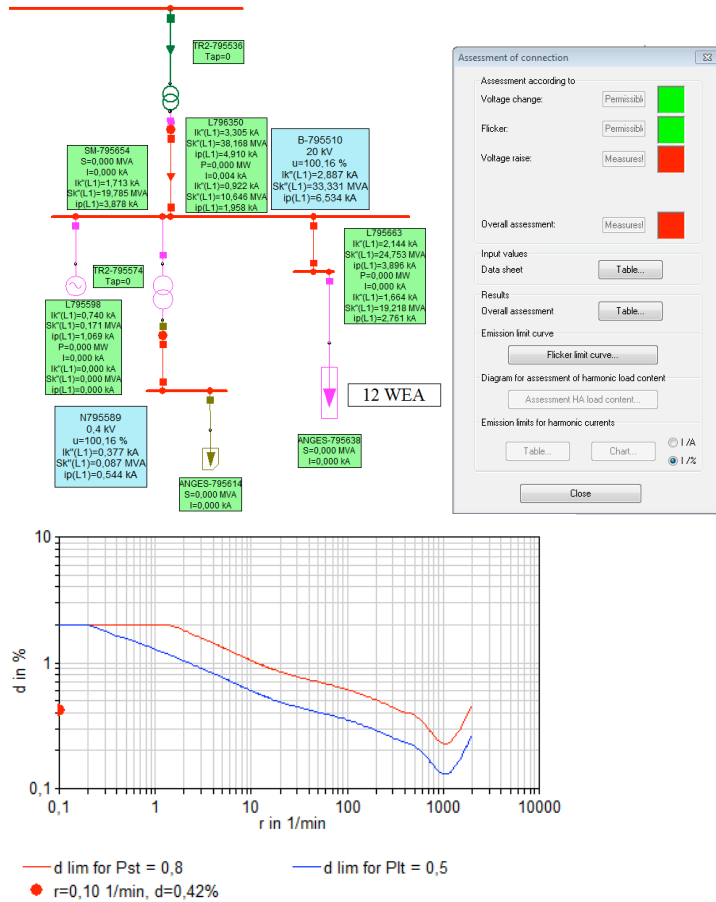 TR2-795536
Tap=0
L796350
Ik"(L1)=3,305 kA
Sk"(L1)=38,168 MVA
ip(L1)=4,910 kA
P=0,000 MW
I=0,004 kA
Ik"(L1)=0,922 kA
Sk"(L1)=10,646 MVA
ip(L1)=1,958 kA
B-795510
20 kV
u=100,16 %
Ik"(L1)=2,887 kA
Sk"(L1)=33,331 MVA
ip(L1)=6,534 kA
SM-795654
S=0,000 MVA
I=0,000 kA
Ik"(L1)=1,713 kA
Sk"(L1)=19,785 MVA
ip(L1)=3,878 kA
L795663
Ik"(L1)=2,144 kA
Sk"(L1)=24,753 MVA
ip(L1)=3,896 kA
P=0,000 MW
I=0,000 kA
Ik"(L1)=1,664 kA
Sk"(L1)=19,218 MVA
ip(L1)=2,761 kA
TR2-795574
Tap=0
L795598
Ik"(L1)=0,740 kA
Sk"(L1)=0,171 MVA
ip(L1)=1,069 kA
P=0,000 MW
I=0,000 kA
Ik"(L1)=0,000 kA
Sk"(L1)=0,000 MVA
ip(L1)=0,000 kA
12 WEA
N795589
0,4 kV
u=100,16 %
Ik"(L1)=0,377 kA
Sk"(L1)=0,087 MVA
ip(L1)=0,544 kA
ANGES-795638
S=0,000 MVA
I=0,000 kA
ANGES-795614
S=0,000 MVA
I=0,000 kA
Assessment of connection
Assessment according to
Voltage change: Permissibl
Flicker: Permissibl
Voltage raise: Measures!
Overall assessment: Measures!
Input values
Data sheet Table...
Results
Overall assessment Table...
Emission limit curve
Flicker limit curve...
Diagram for assessment of harmonic load content
Assessment HA load content...
Emission limits for harmonic currents
Table... Chart... I /A
I /%
Close
10
1
0,1
d in %
0,1 1 10 100 1000 10000
r in 1/min
d lim for Pst = 0,8 d lim for Plt = 0,5
r=0,10 1/min, d=0,42%